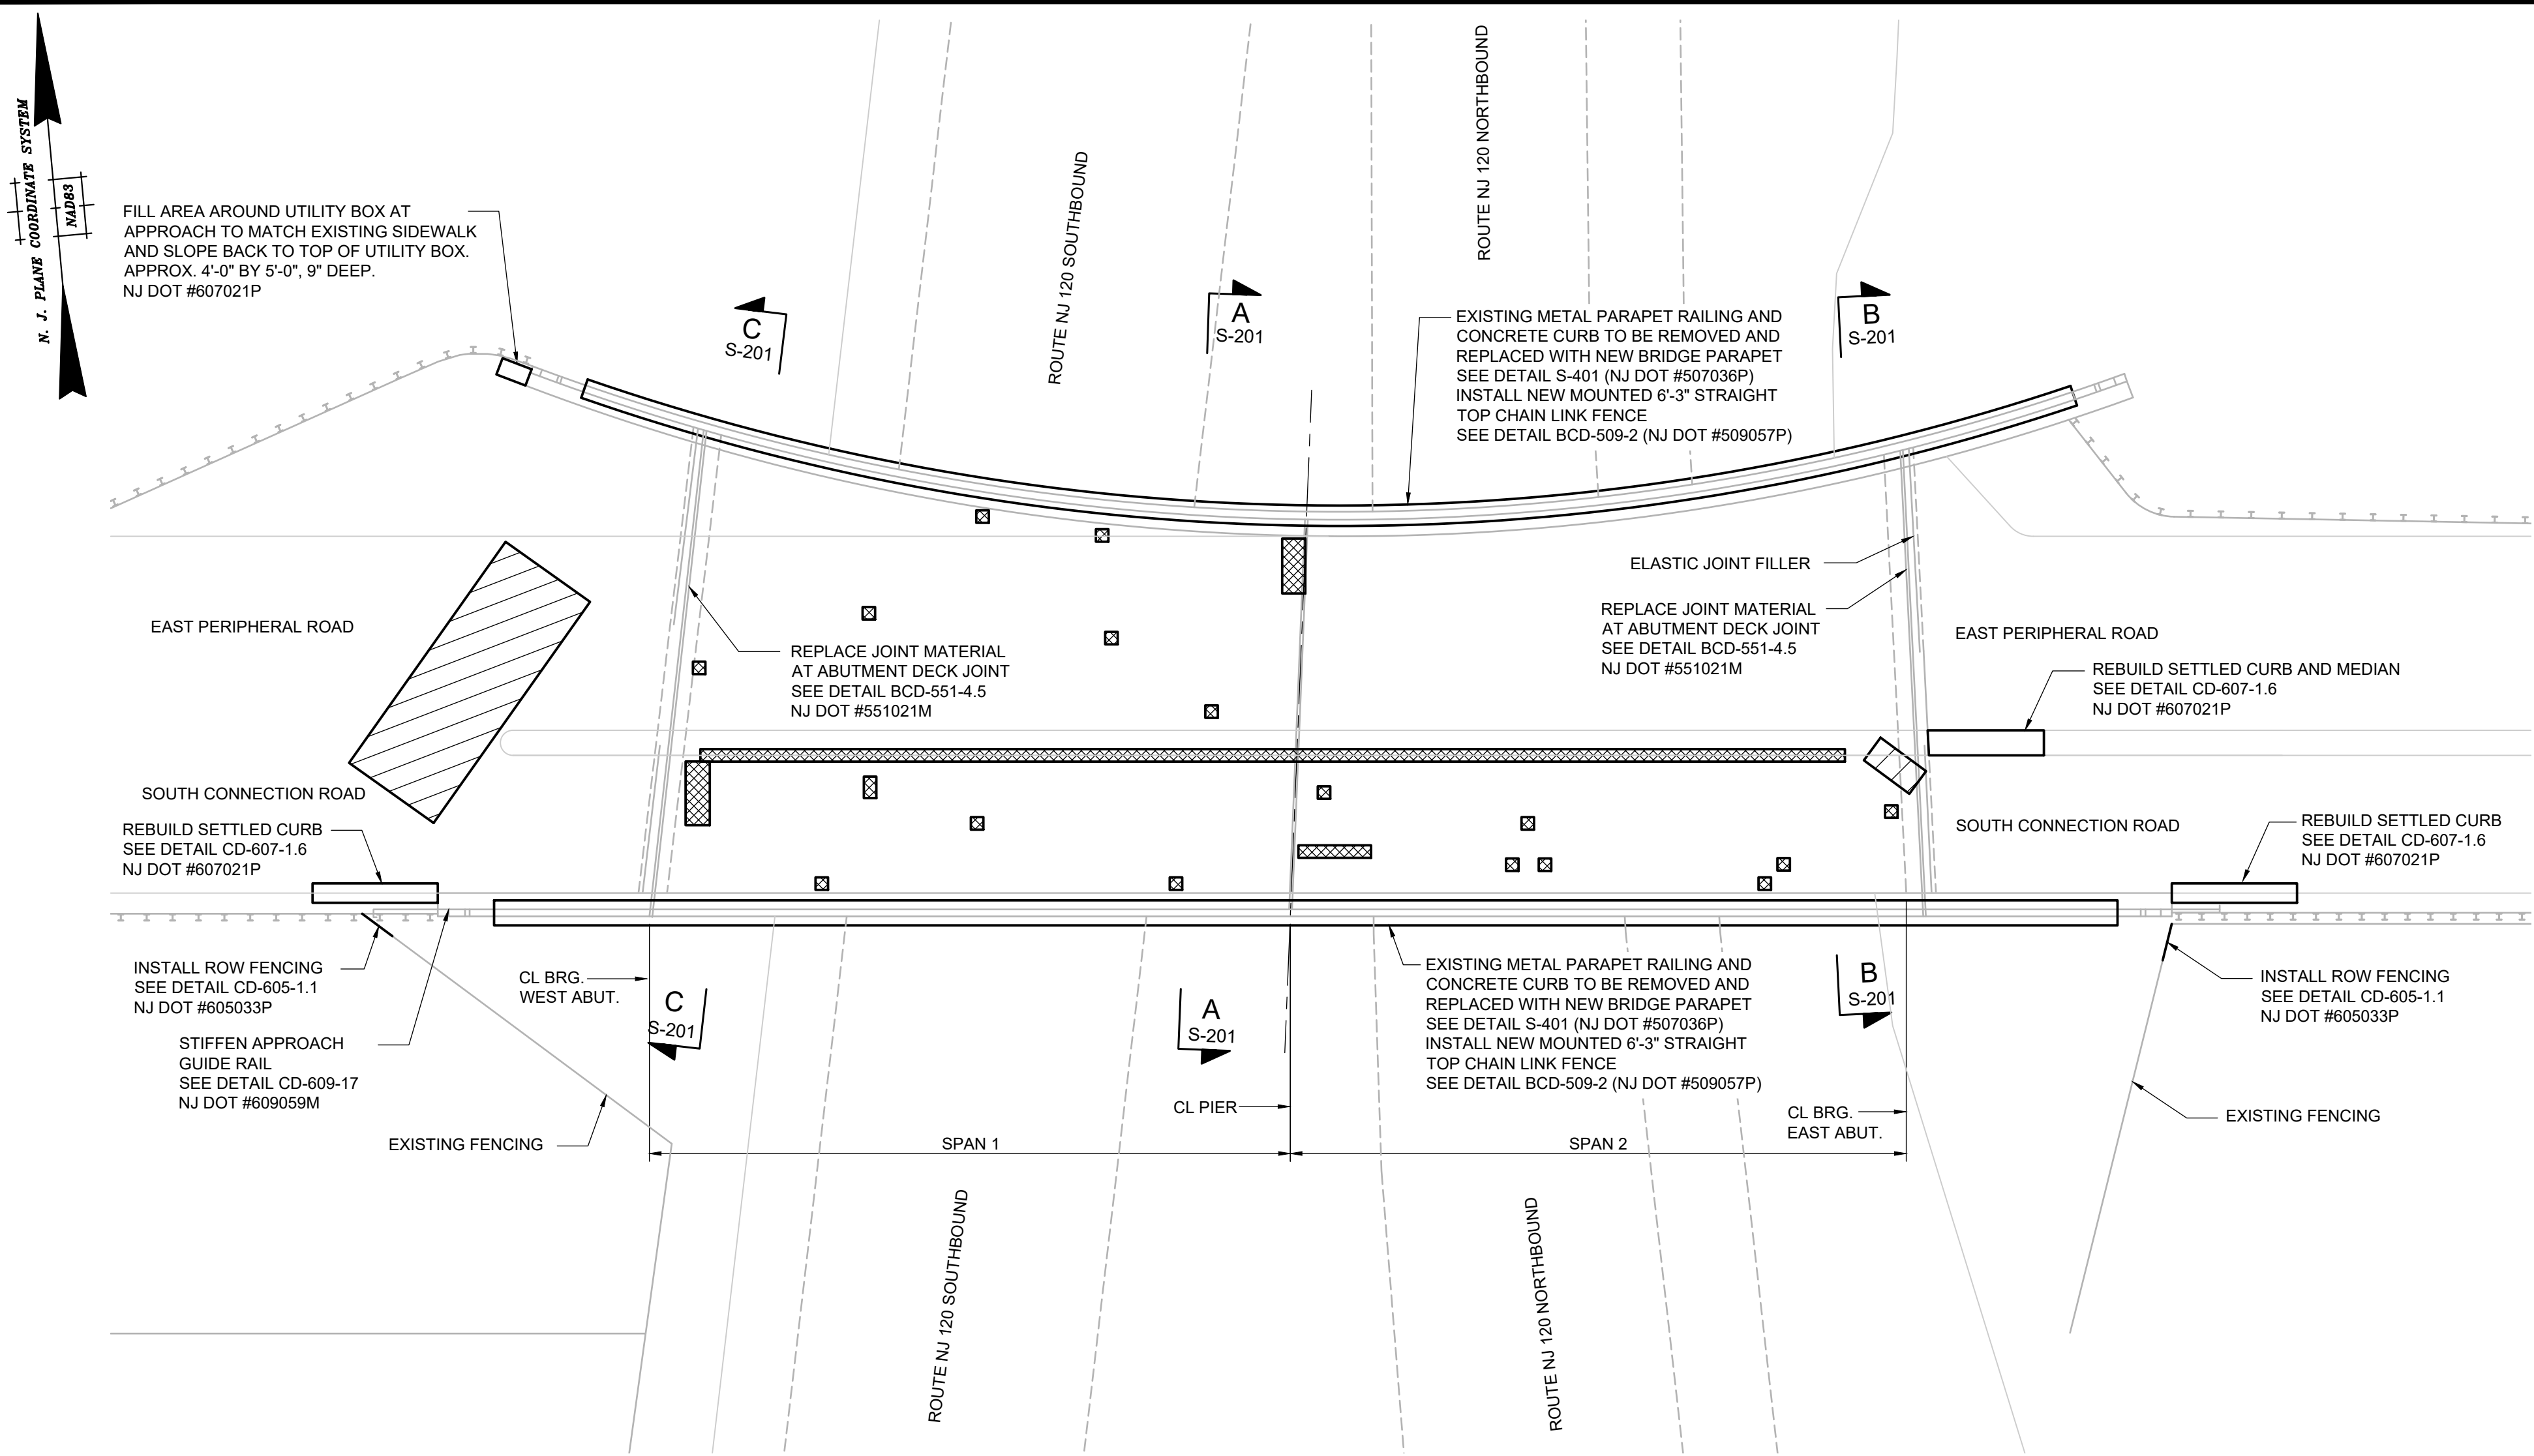 N. J. PLANE COORDINATE SYSTEM
NAD83
FILL AREA AROUND UTILITY BOX AT
APPROACH TO MATCH EXISTING SIDEWALK
AND SLOPE BACK TO TOP OF UTILITY BOX.
APPROX. 4'-0" BY 5'-0", 9" DEEP.
NJ DOT #607021P
ROUTE NJ 120 SOUTHBOUND
ROUTE NJ 120 NORTHBOUND
C
S-201
A
S-201
B
S-201
EXISTING METAL PARAPET RAILING AND
CONCRETE CURB TO BE REMOVED AND
REPLACED WITH NEW BRIDGE PARAPET
SEE DETAIL S-401 (NJ DOT #507036P)
INSTALL NEW MOUNTED 6'-3" STRAIGHT
TOP CHAIN LINK FENCE
SEE DETAIL BCD-509-2 (NJ DOT #509057P)
ELASTIC JOINT FILLER
REPLACE JOINT MATERIAL
AT ABUTMENT DECK JOINT
SEE DETAIL BCD-551-4.5
NJ DOT #551021M
EAST PERIPHERAL ROAD
REPLACE JOINT MATERIAL
AT ABUTMENT DECK JOINT
SEE DETAIL BCD-551-4.5
NJ DOT #551021M
EAST PERIPHERAL ROAD
REBUILD SETTLED CURB AND MEDIAN
SEE DETAIL CD-607-1.6
NJ DOT #607021P
SOUTH CONNECTION ROAD
REBUILD SETTLED CURB
SEE DETAIL CD-607-1.6
NJ DOT #607021P
SOUTH CONNECTION ROAD
REBUILD SETTLED CURB
SEE DETAIL CD-607-1.6
NJ DOT #607021P
INSTALL ROW FENCING
SEE DETAIL CD-605-1.1
NJ DOT #605033P
STIFFEN APPROACH
GUIDE RAIL
SEE DETAIL CD-609-17
NJ DOT #609059M
EXISTING FENCING
CL BRG.
WEST ABUT.
C
S-201
A
S-201
CL PIER
EXISTING METAL PARAPET RAILING AND
CONCRETE CURB TO BE REMOVED AND
REPLACED WITH NEW BRIDGE PARAPET
SEE DETAIL S-401 (NJ DOT #507036P)
INSTALL NEW MOUNTED 6'-3" STRAIGHT
TOP CHAIN LINK FENCE
SEE DETAIL BCD-509-2 (NJ DOT #509057P)
B
S-201
CL BRG.
EAST ABUT.
INSTALL ROW FENCING
SEE DETAIL CD-605-1.1
NJ DOT #605033P
EXISTING FENCING
SPAN 1
SPAN 2
ROUTE NJ 120 SOUTHBOUND
ROUTE NJ 120 NORTHBOUND